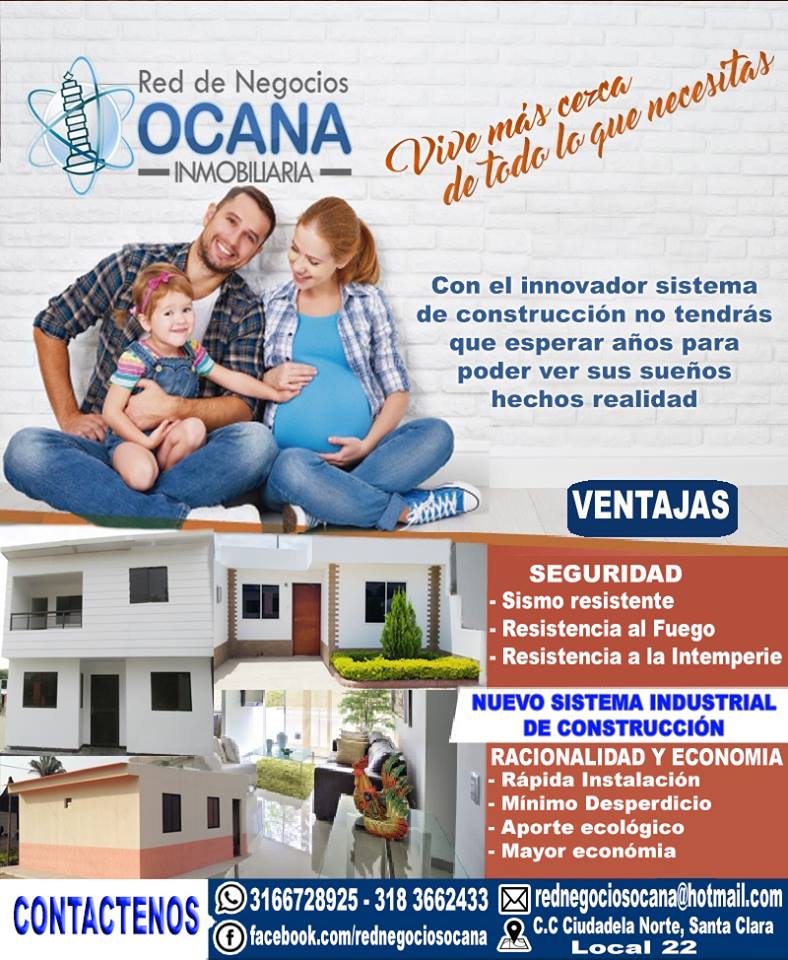 Red de Negocios
OCANA
INMOBILIARIA
Vive más cerca
de todo lo que necesitas
Con el innovador sistema
de construcción no tendrás
que esperar años para
poder ver sus sueños
hechos realidad
VENTAJAS
SEGURIDAD
- Sismo resistente
- Resistencia al Fuego
- Resistencia a la Intemperie
NUEVO SISTEMA INDUSTRIAL
DE CONSTRUCCIÓN
RACIONALIDAD Y ECONOMIA
- Rápida Instalación
- Mínimo Desperdicio
- Aporte ecológico
- Mayor económia
CONTACTENOS
3166728925 - 318 3662433
facebook.com/rednegociosocana
rednegociosocana@hotmail.com
C.C Ciudadela Norte, Santa Clara
Local 22